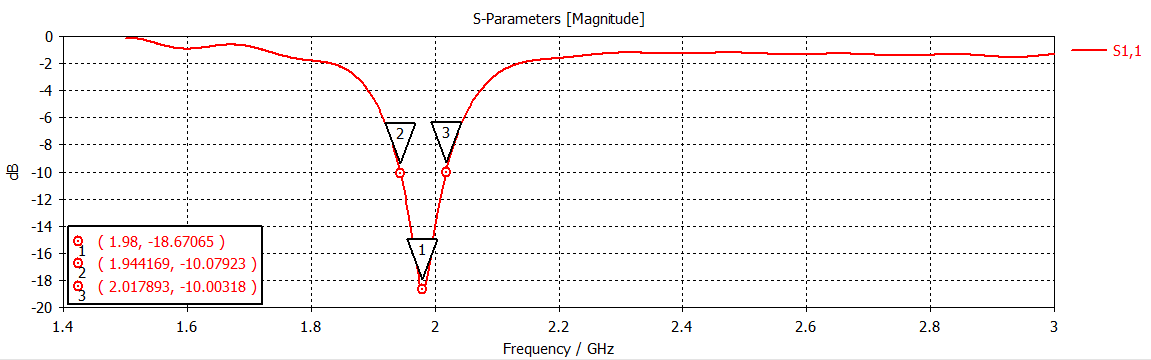 S-Parameters [Magnitude]
0
-2
-4
-6
-8
-10
-12
-14
-16
-18
-20
dB
S1,1
2
3
1
1 ( 1.98, -18.67065 )
2 ( 1.944169, -10.07923 )
3 ( 2.017893, -10.00318 )
1.4 1.6 1.8 2 2.2 2.4 2.6 2.8 3
Frequency / GHz